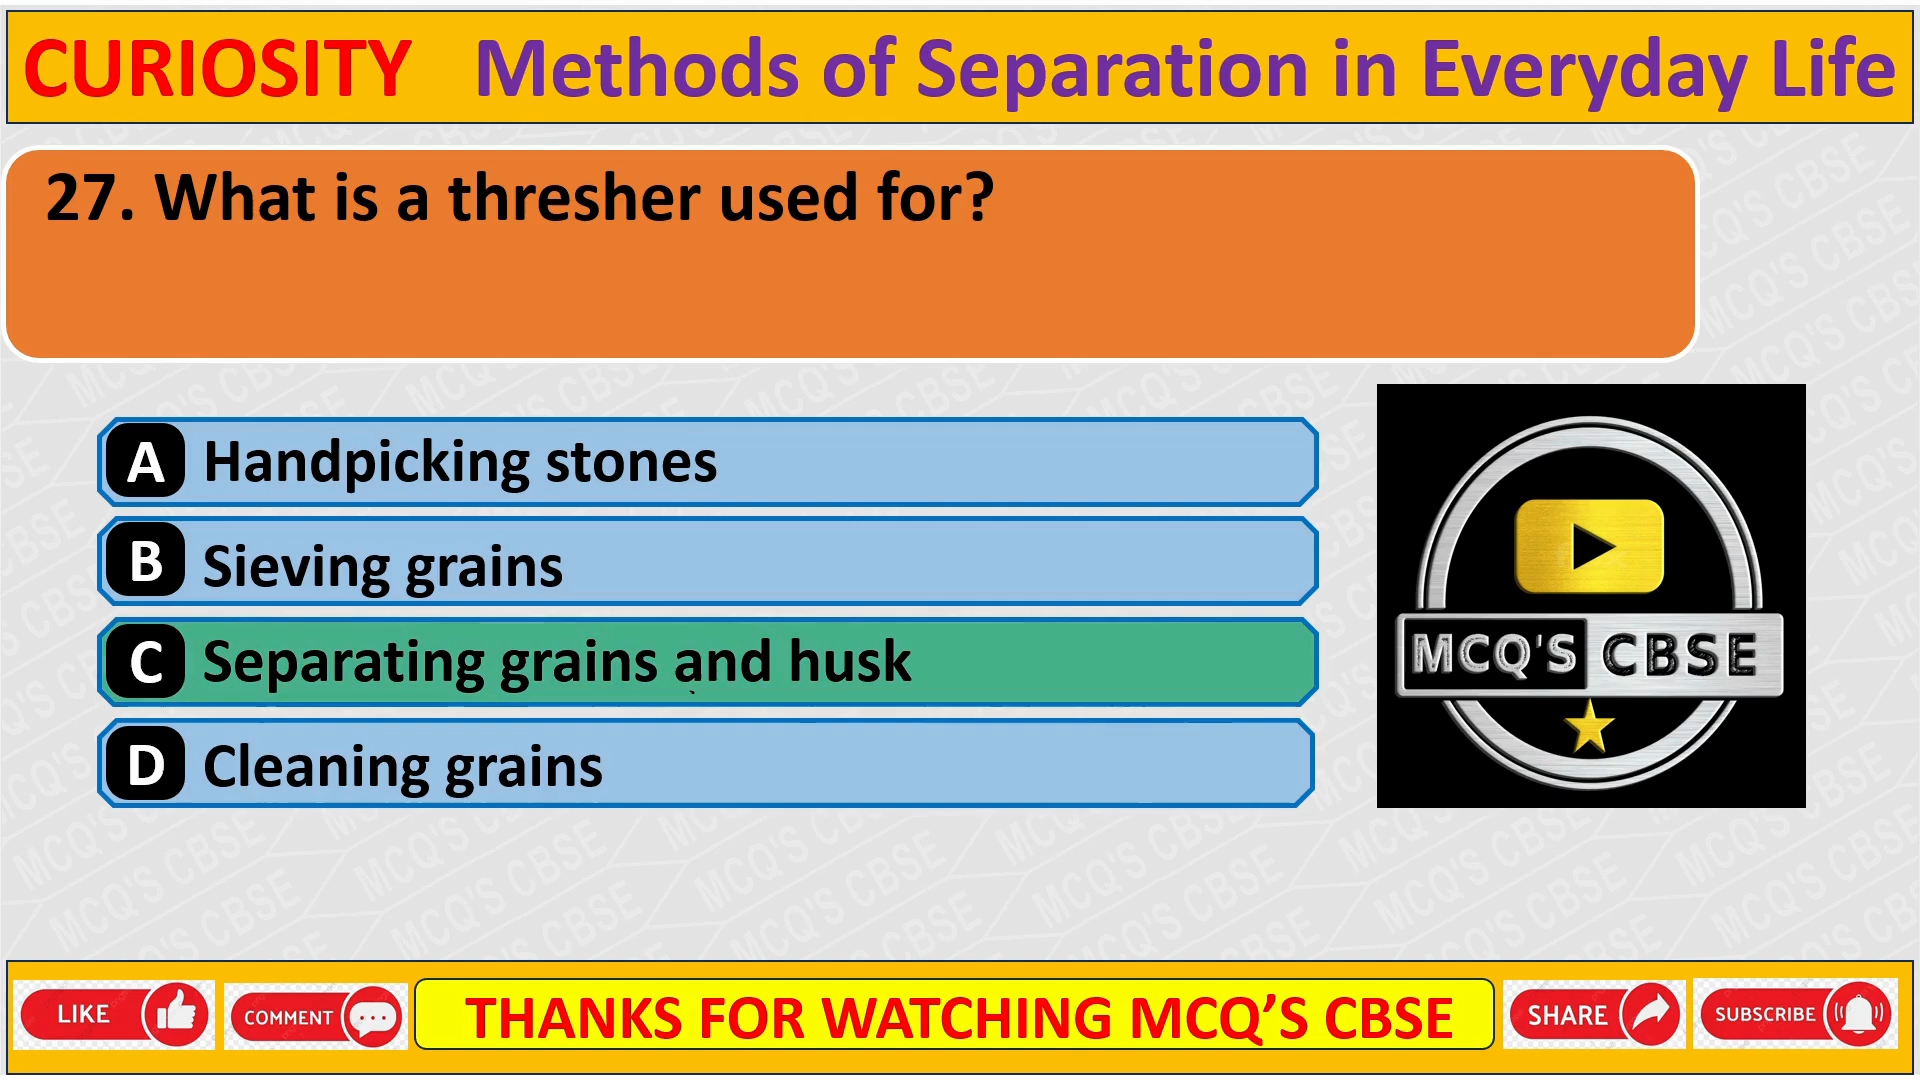 CURIOSITY Methods of Separation in Everyday Life
27. What is a thresher used for?
A Handpicking stones
B Sieving grains
C Separating grains and husk
D Cleaning grains
MCQ'S CBSE
LIKE
COMMENT
THANKS FOR WATCHING MCQ’S CBSE
SHARE
SUBSCRIBE